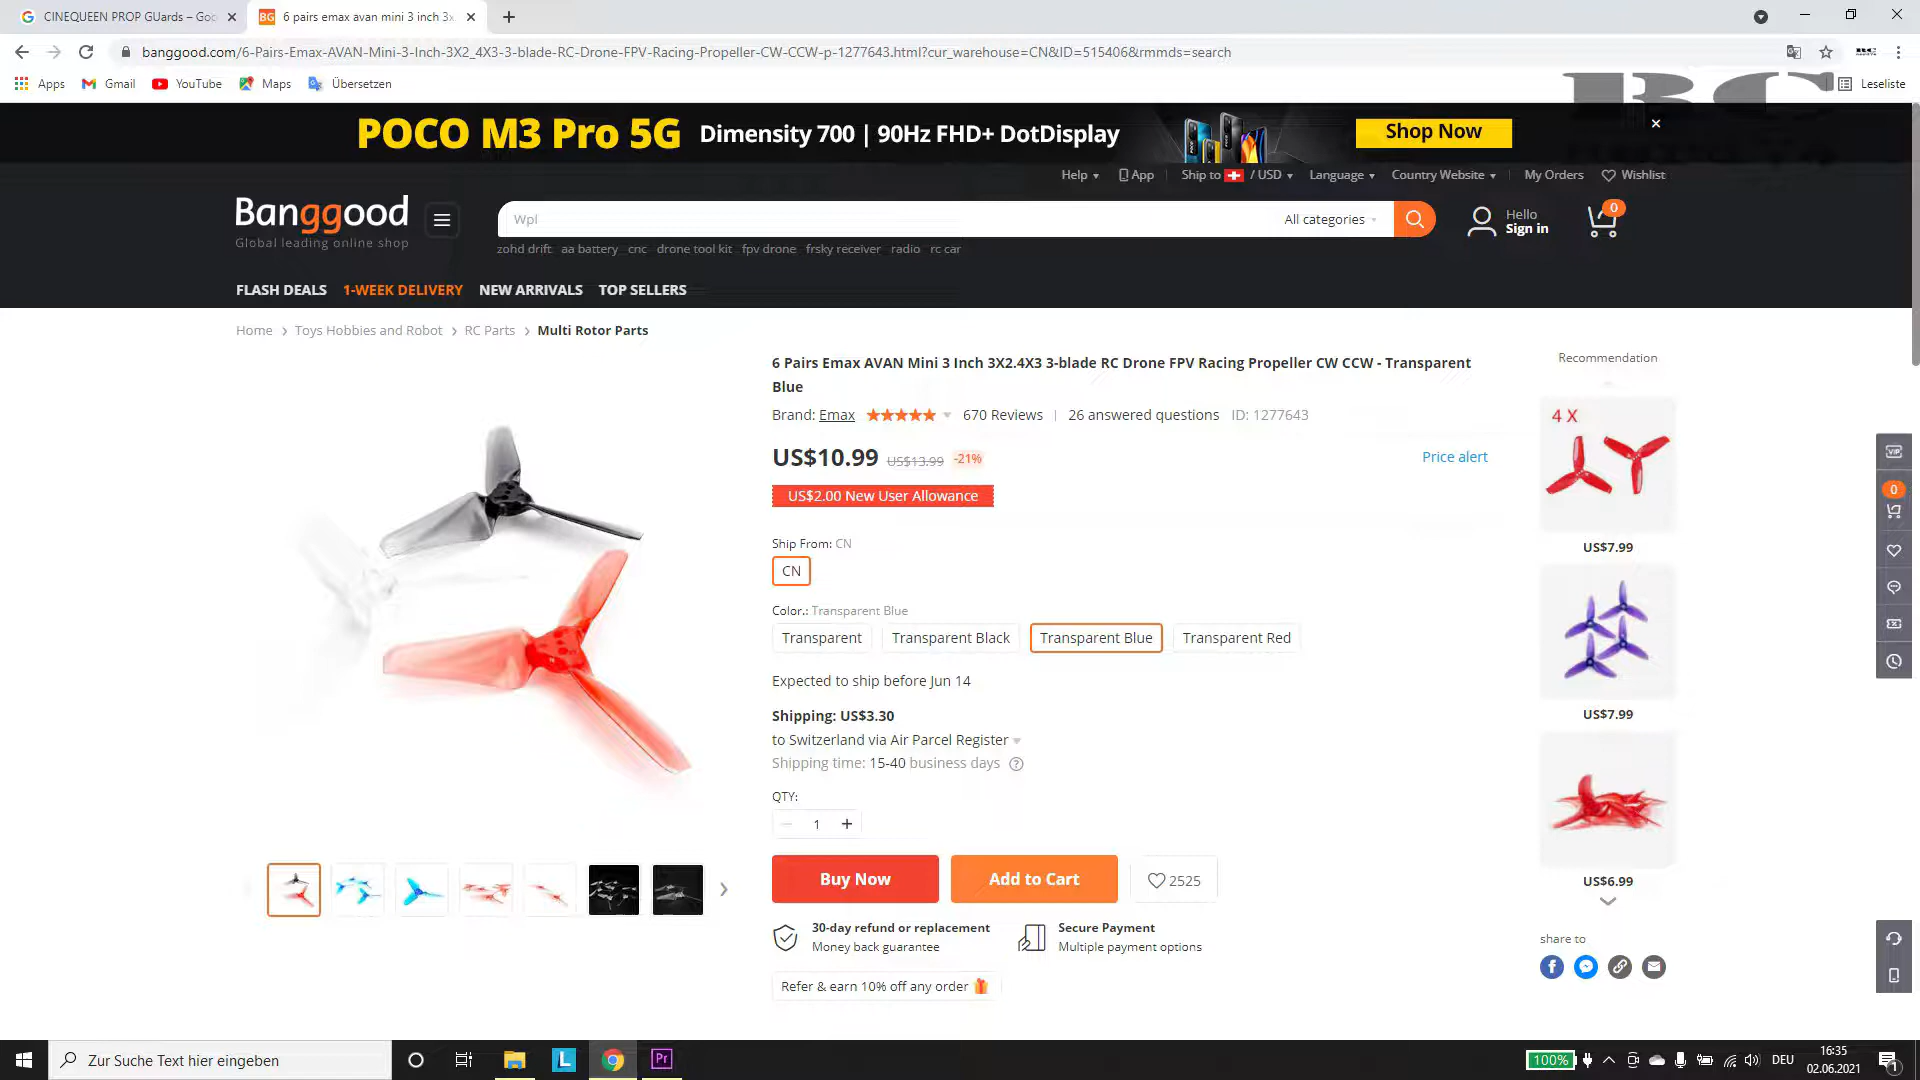 CINEQUEEN PROP GUards – Goo
6 pairs emax avan mini 3 inch 3x
banggood.com/6-Pairs-Emax-AVAN-Mini-3-Inch-3X2_4X3-3-blade-RC-Drone-FPV-Racing-Propeller-CW-CCW-p-1277643.html?cur_warehouse=CN&ID=515406&rmmds=search
Apps Gmail YouTube Maps Übersetzen Leseliste
POCO M3 Pro 5G Dimensity 700 | 90Hz FHD+ DotDisplay Shop Now
Help App Ship to / USD Language Country Website My Orders Wishlist
Banggood
Global leading online shop
Wpl All categories
Hello
Sign in
0
zohd drift aa battery cnc drone tool kit fpv drone frsky receiver radio rc car
FLASH DEALS 1-WEEK DELIVERY NEW ARRIVALS TOP SELLERS
Home > Toys Hobbies and Robot > RC Parts > Multi Rotor Parts
6 Pairs Emax AVAN Mini 3 Inch 3X2.4X3 3-blade RC Drone FPV Racing Propeller CW CCW - Transparent
Blue
Brand: Emax 670 Reviews | 26 answered questions ID: 1277643
US$10.99 US$13.99 -21% Price alert
US$2.00 New User Allowance
Ship From: CN
CN
Color.: Transparent Blue
Transparent Transparent Black Transparent Blue Transparent Red
Expected to ship before Jun 14
Shipping: US$3.30
to Switzerland via Air Parcel Register
Shipping time: 15-40 business days
QTY:
1
Buy Now Add to Cart 2525
30-day refund or replacement
Money back guarantee
Secure Payment
Multiple payment options
Refer & earn 10% off any order
Recommendation
4 X
US$7.99
US$7.99
US$6.99
share to
VIP
0
Zur Suche Text hier eingeben
L
Pr
100%
DEU
16:35
02.06.2021
1